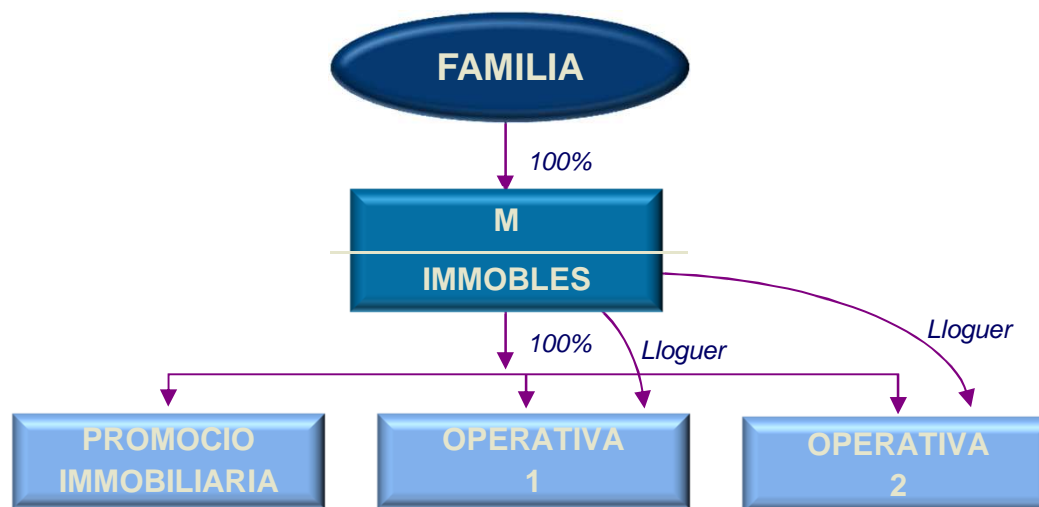 FAMILIA
100%
M
IMMOBLES
100%
Lloguer
Lloguer
PROMOCIO
IMMOBILIARIA
OPERATIVA
1
OPERATIVA
2